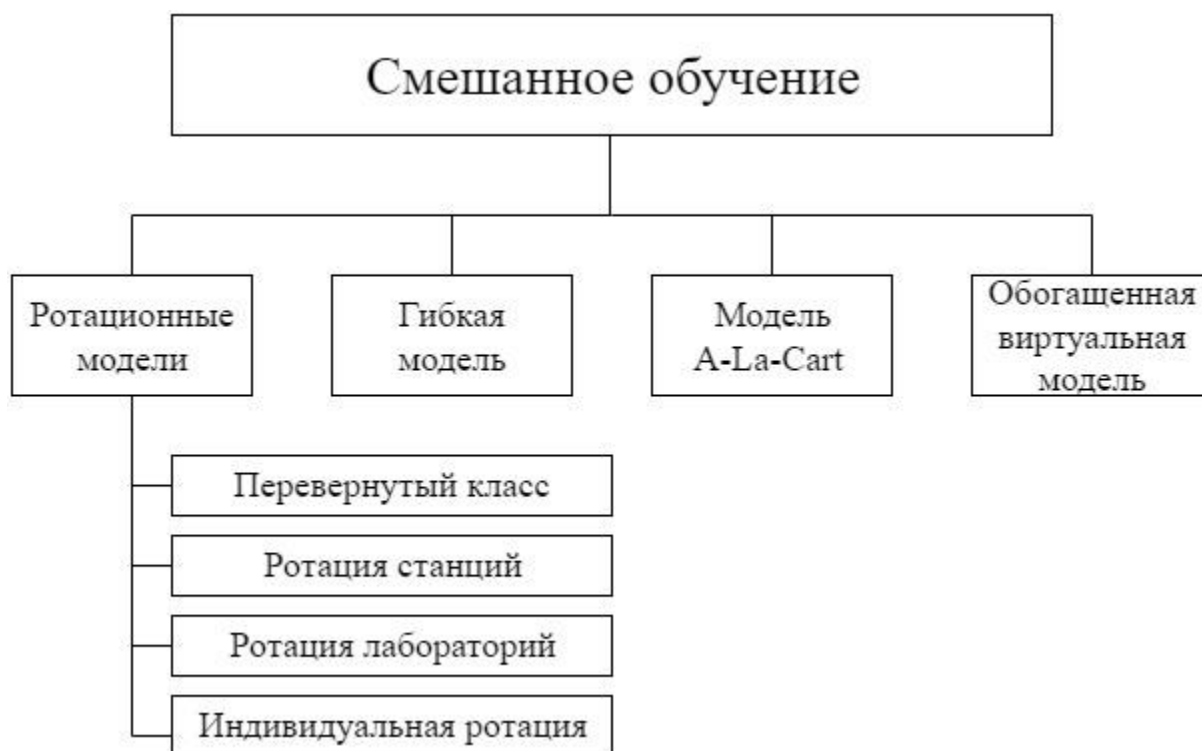 Смешанное обучение
Ротационные
модели
Гибкая
модель
Модель
A-La-Cart
Обогащенная
виртуальная
модель
Перевернутый класс
Ротация станций
Ротация лабораторий
Индивидуальная ротация